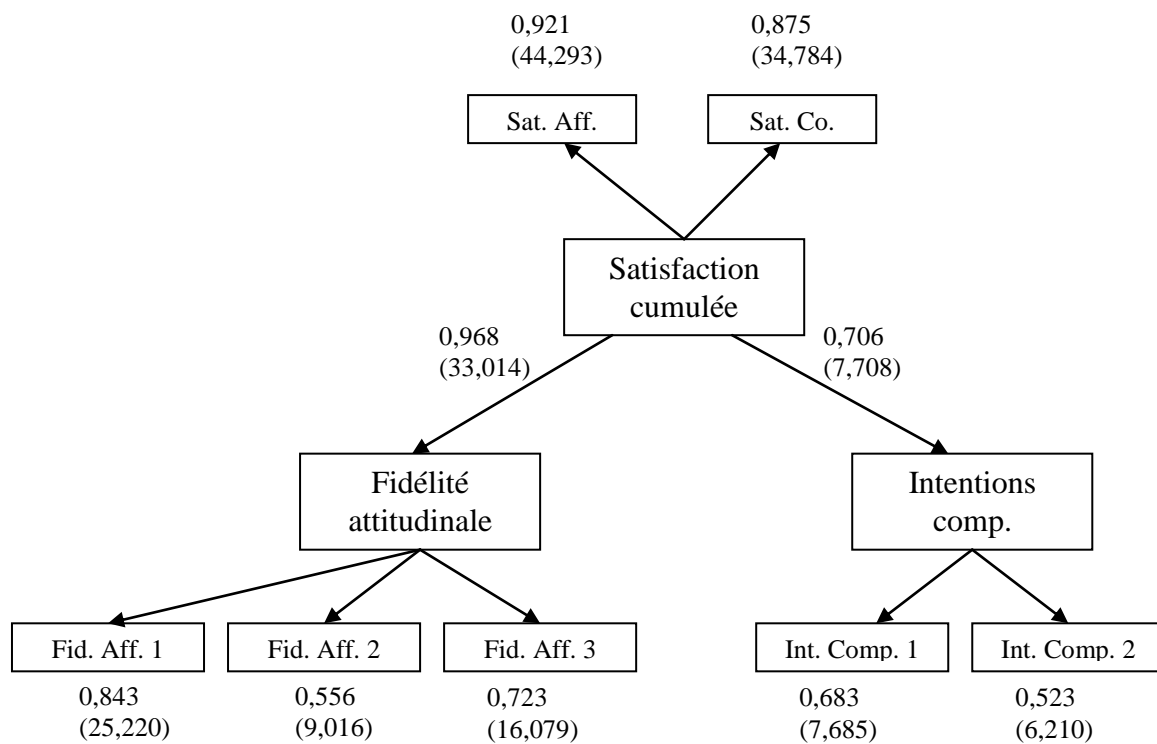 0,921
(44,293)
0,875
(34,784)
Sat. Aff.
Sat. Co.
Satisfaction
cumulée
0,968
(33,014)
0,706
(7,708)
Fidélité
attitudinale
Intentions
comp.
Fid. Aff. 1
Fid. Aff. 2
Fid. Aff. 3
Int. Comp. 1
Int. Comp. 2
0,843
(25,220)
0,556
(9,016)
0,723
(16,079)
0,683
(7,685)
0,523
(6,210)